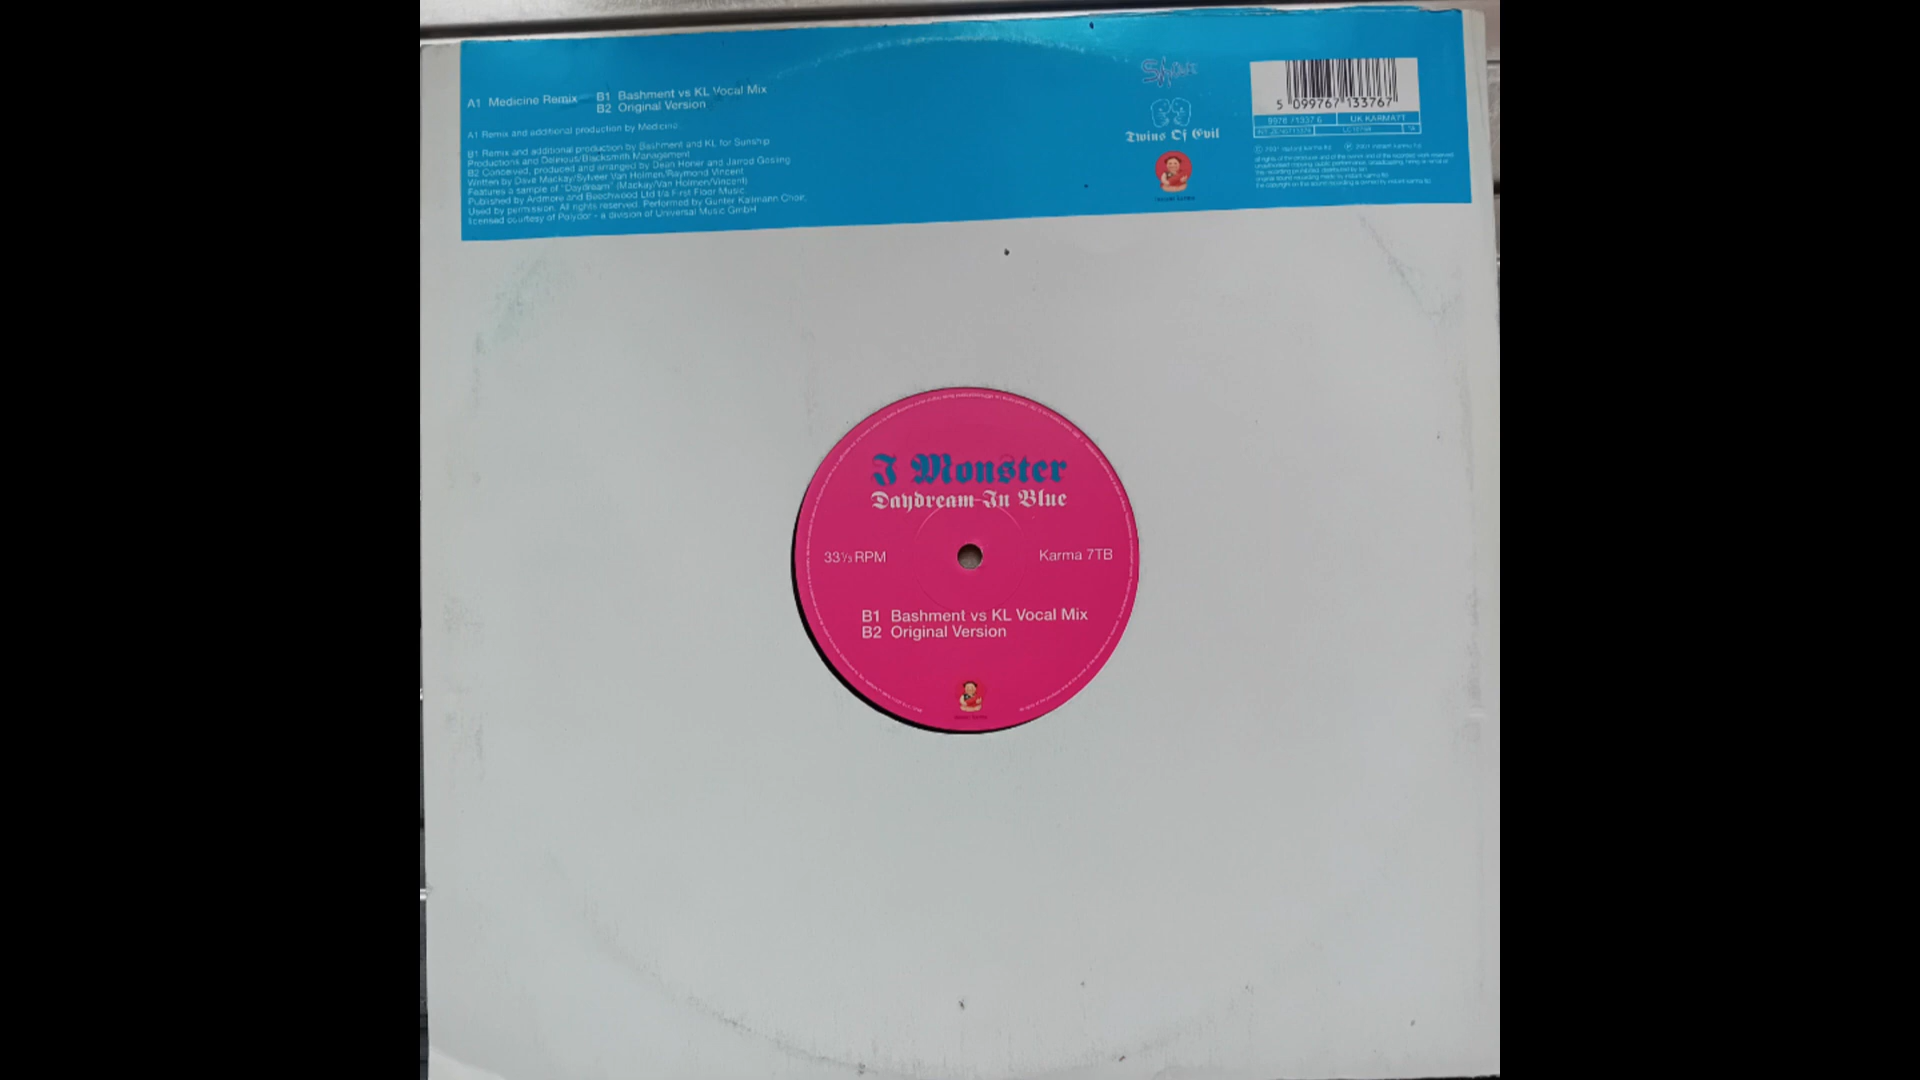 A1 Medicine Remix
B1 Bashment vs KL Vocal Mix
B2 Original Version
A1 Remix and additional production by Medicine.
B1 Remix and additional production by Bashment and KL for Sunship
Productions and Delirious/Blacksmith Management
B2 Conceived, produced and arranged by Dean Honer and Jarrod Gosling
Written by Dave Mackay/Sylveer Van Holmen/Raymond Vincent
Features a sample of "Daydream" (Mackay/Van Holmen/Vincent)
Published by Ardmore and Beechwood Ltd t/a First Floor Music
Used by permission. All rights reserved. Performed by Gunter Kallmann Choir,
licensed courtesy of Polydor - a division of Universal Music GmbH
Twins Of Evil
5 099767 133767
UK KARMA7T
I Monster
Daydream In Blue
33⅓ RPM
Karma 7TB
B1 Bashment vs KL Vocal Mix
B2 Original Version